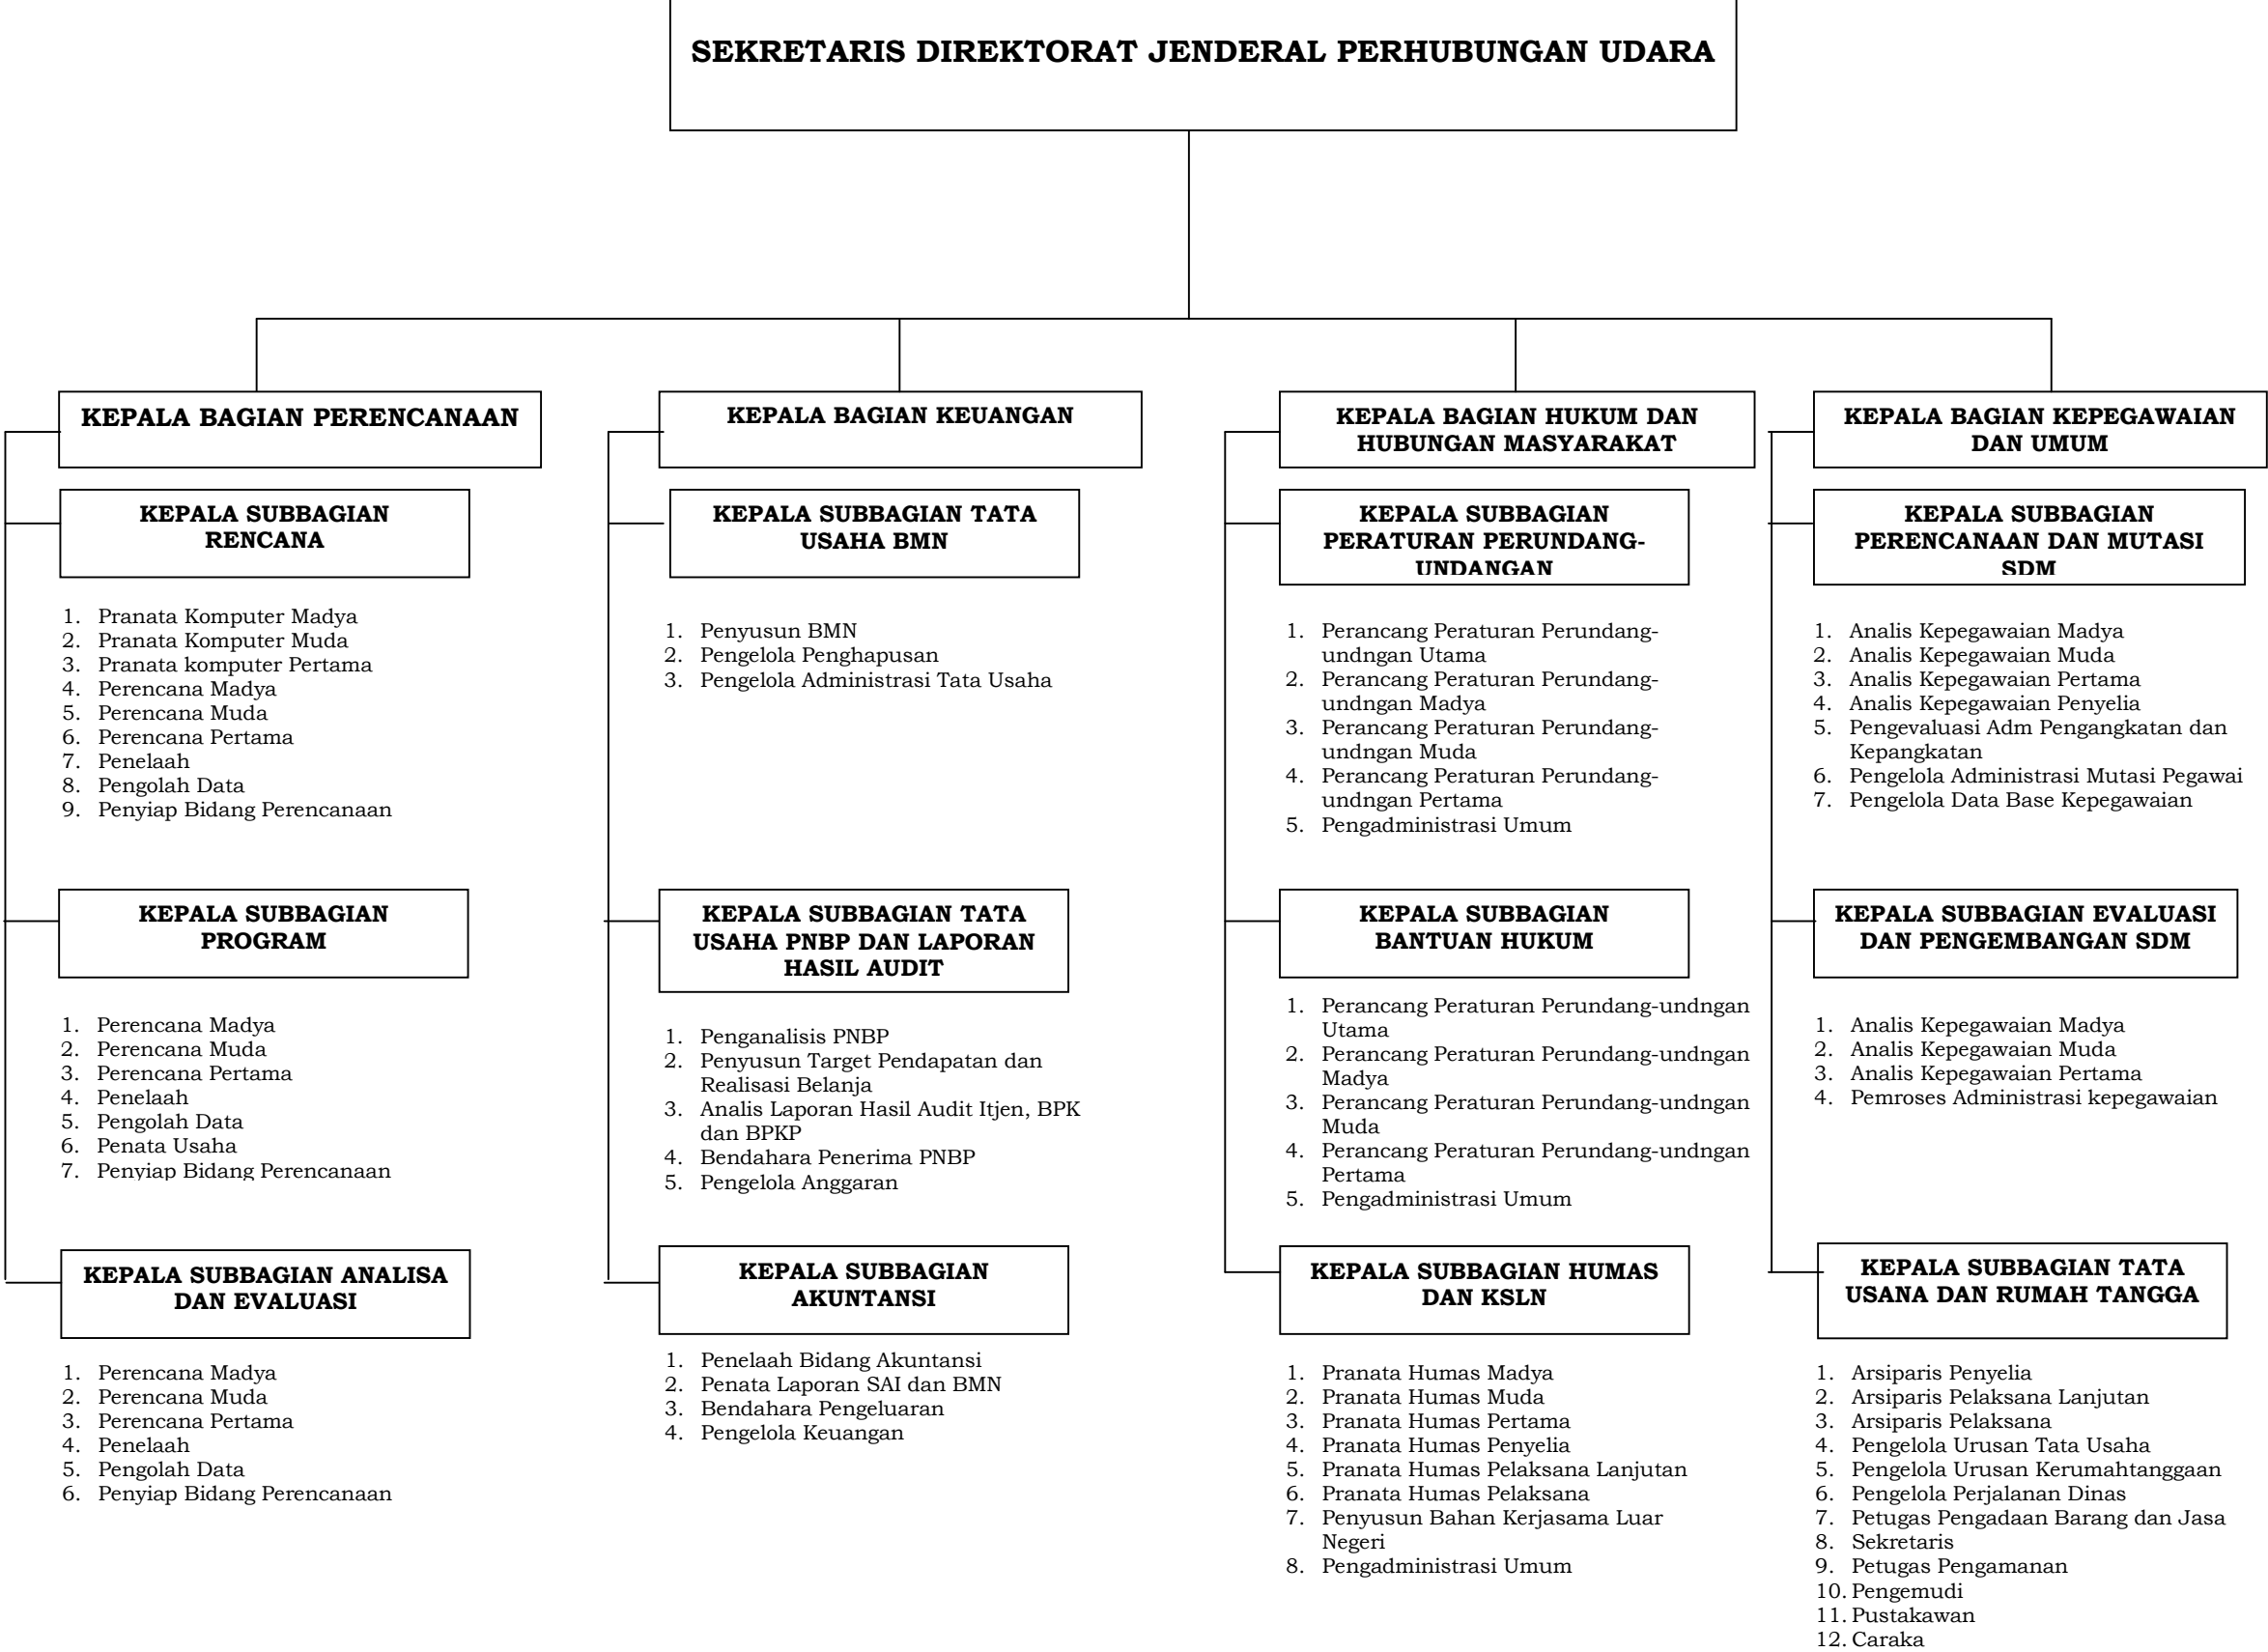 SEKRETARIS DIREKTORAT JENDERAL PERHUBUNGAN UDARA
KEPALA BAGIAN PERENCANAAN
KEPALA SUBBAGIAN
RENCANA
1. Pranata Komputer Madya
2. Pranata Komputer Muda
3. Pranata komputer Pertama
4. Perencana Madya
5. Perencana Muda
6. Perencana Pertama
7. Penelaah
8. Pengolah Data
9. Penyiap Bidang Perencanaan
KEPALA SUBBAGIAN
PROGRAM
1. Perencana Madya
2. Perencana Muda
3. Perencana Pertama
4. Penelaah
5. Pengolah Data
6. Penata Usaha
7. Penyiap Bidang Perencanaan
KEPALA SUBBAGIAN ANALISA
DAN EVALUASI
1. Perencana Madya
2. Perencana Muda
3. Perencana Pertama
4. Penelaah
5. Pengolah Data
6. Penyiap Bidang Perencanaan
KEPALA BAGIAN KEUANGAN
KEPALA SUBBAGIAN TATA
USAHA BMN
1. Penyusun BMN
2. Pengelola Penghapusan
3. Pengelola Administrasi Tata Usaha
KEPALA SUBBAGIAN TATA
USAHA PNBP DAN LAPORAN
HASIL AUDIT
1. Penganalisis PNBP
2. Penyusun Target Pendapatan dan
Realisasi Belanja
3. Analis Laporan Hasil Audit Itjen, BPK
dan BPKP
4. Bendahara Penerima PNBP
5. Pengelola Anggaran
KEPALA SUBBAGIAN
AKUNTANSI
1. Penelaah Bidang Akuntansi
2. Penata Laporan SAI dan BMN
3. Bendahara Pengeluaran
4. Pengelola Keuangan
KEPALA BAGIAN HUKUM DAN
HUBUNGAN MASYARAKAT
KEPALA SUBBAGIAN
PERATURAN PERUNDANG-
UNDANGAN
1. Perancang Peraturan Perundang-
undngan Utama
2. Perancang Peraturan Perundang-
undngan Madya
3. Perancang Peraturan Perundang-
undngan Muda
4. Perancang Peraturan Perundang-
undngan Pertama
5. Pengadministrasi Umum
KEPALA SUBBAGIAN
BANTUAN HUKUM
1. Perancang Peraturan Perundang-undngan
Utama
2. Perancang Peraturan Perundang-undngan
Madya
3. Perancang Peraturan Perundang-undngan
Muda
4. Perancang Peraturan Perundang-undngan
Pertama
5. Pengadministrasi Umum
KEPALA SUBBAGIAN HUMAS
DAN KSLN
1. Pranata Humas Madya
2. Pranata Humas Muda
3. Pranata Humas Pertama
4. Pranata Humas Penyelia
5. Pranata Humas Pelaksana Lanjutan
6. Pranata Humas Pelaksana
7. Penyusun Bahan Kerjasama Luar
Negeri
8. Pengadministrasi Umum
KEPALA BAGIAN KEPEGAWAIAN
DAN UMUM
KEPALA SUBBAGIAN
PERENCANAAN DAN MUTASI
SDM
1. Analis Kepegawaian Madya
2. Analis Kepegawaian Muda
3. Analis Kepegawaian Pertama
4. Analis Kepegawaian Penyelia
5. Pengevaluasi Adm Pengangkatan dan
Kepangkatan
6. Pengelola Administrasi Mutasi Pegawai
7. Pengelola Data Base Kepegawaian
KEPALA SUBBAGIAN EVALUASI
DAN PENGEMBANGAN SDM
1. Analis Kepegawaian Madya
2. Analis Kepegawaian Muda
3. Analis Kepegawaian Pertama
4. Pemroses Administrasi kepegawaian
KEPALA SUBBAGIAN TATA
USANA DAN RUMAH TANGGA
1. Arsiparis Penyelia
2. Arsiparis Pelaksana Lanjutan
3. Arsiparis Pelaksana
4. Pengelola Urusan Tata Usaha
5. Pengelola Urusan Kerumahtanggaan
6. Pengelola Perjalanan Dinas
7. Petugas Pengadaan Barang dan Jasa
8. Sekretaris
9. Petugas Pengamanan
10. Pengemudi
11. Pustakawan
12. Caraka